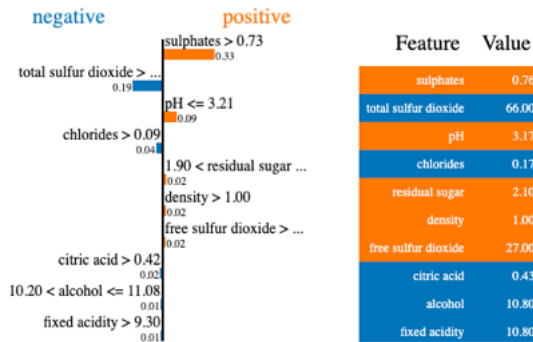 negative positive
sulphates > 0.73
0.33
total sulfur dioxide > ...
0.19
pH <= 3.21
0.09
chlorides > 0.09
0.04
1.90 < residual sugar ...
0.02
density > 1.00
0.02
free sulfur dioxide > ...
0.02
citric acid > 0.42
0.02
10.20 < alcohol <= 11.08
0.01
fixed acidity > 9.30
0.01
Feature Value
sulphates 0.76
total sulfur dioxide 66.00
pH 3.17
chlorides 0.17
residual sugar 2.10
density 1.00
free sulfur dioxide 27.00
citric acid 0.43
alcohol 10.80
fixed acidity 10.80